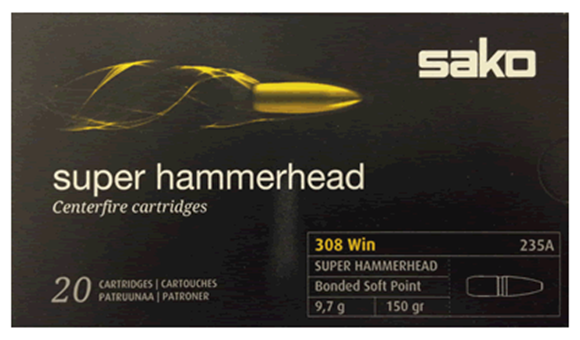 sako
super hammerhead
Centerfire cartridges
308 Win 235A
SUPER HAMMERHEAD
Bonded Soft Point
9,7 g 150 gr
20 CARTRIDGES | CARTOUCHES
PATRUUNAA | PATRONER